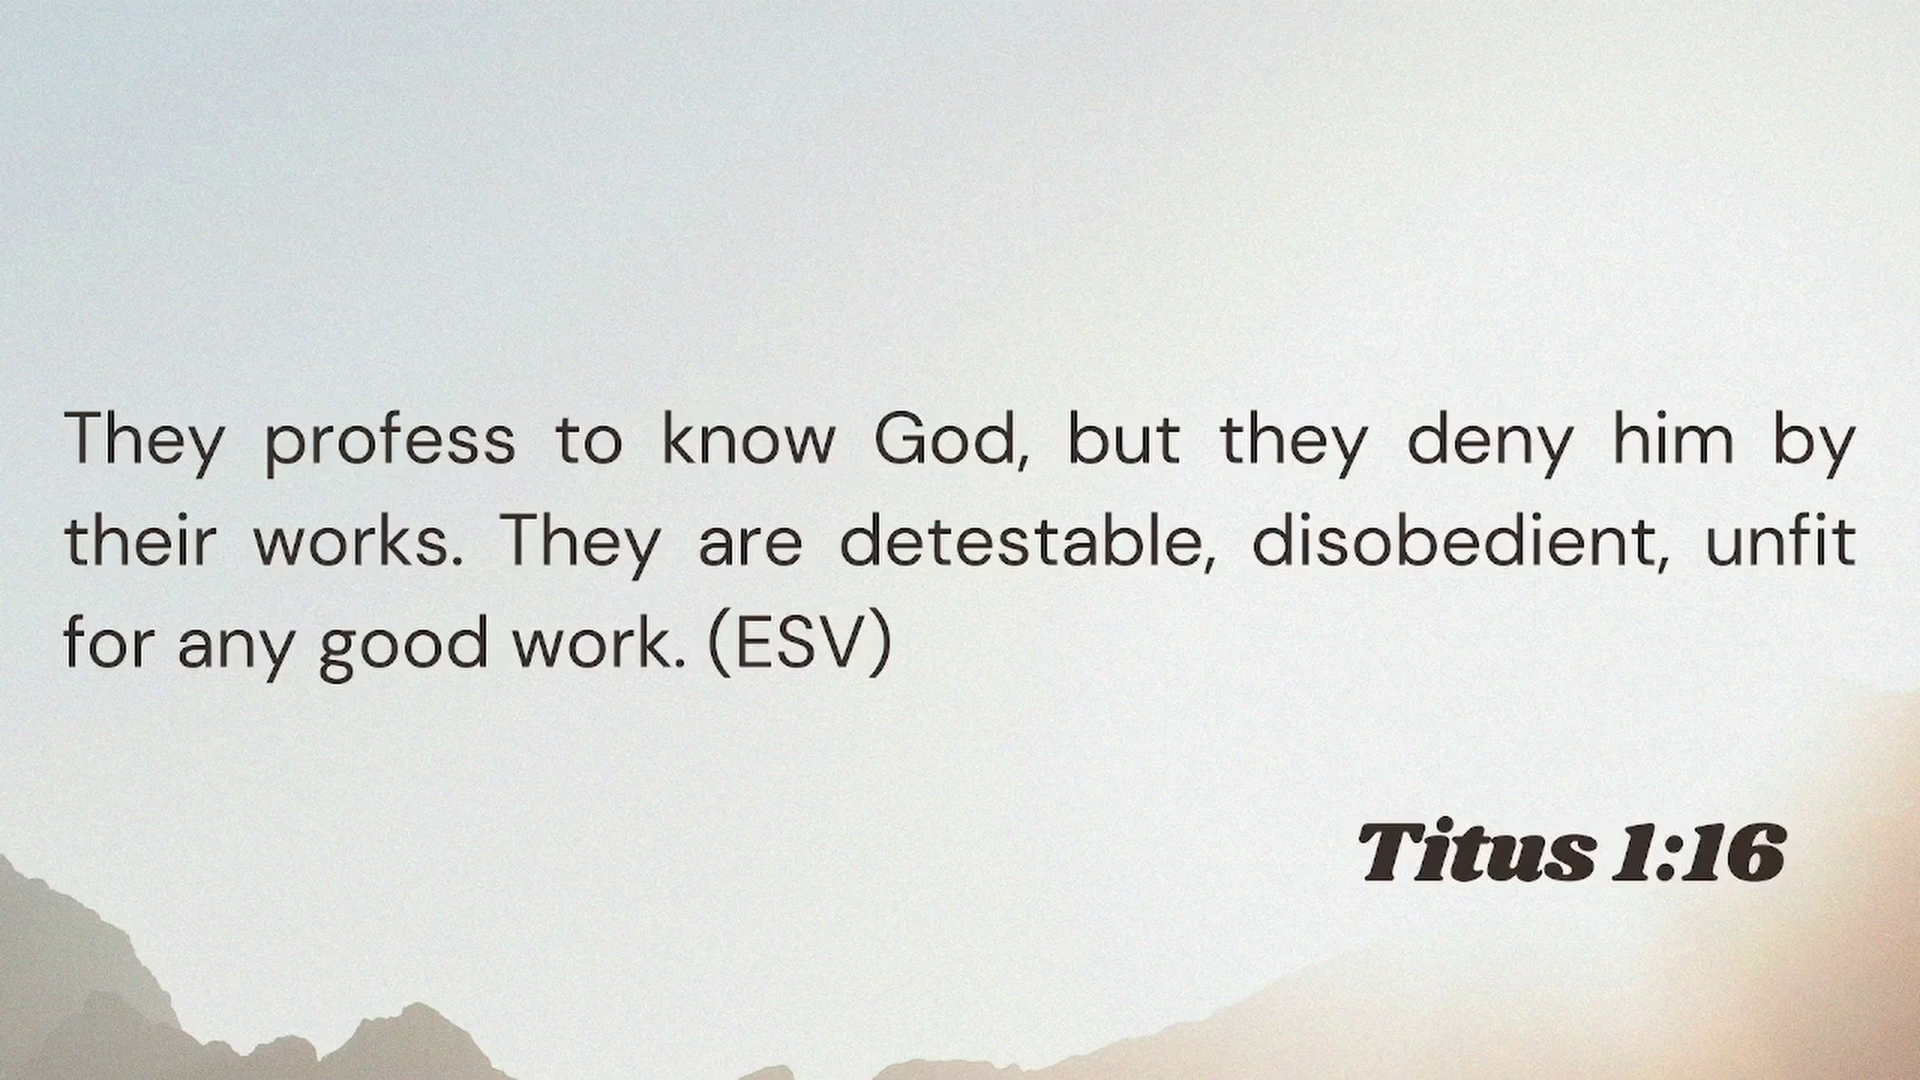 They profess to know God, but they deny him by
their works. They are detestable, disobedient, unfit
for any good work. (ESV)
Titus 1:16